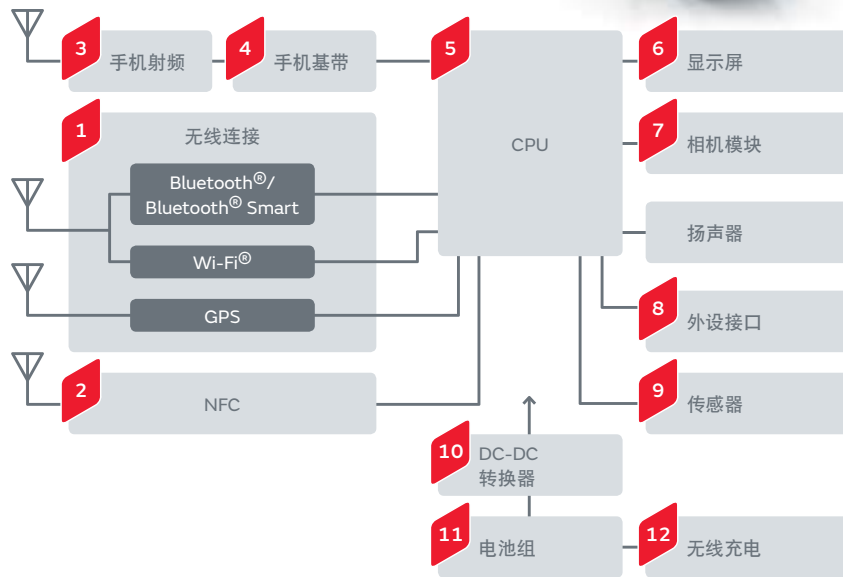 3
手机射频
4
手机基带
5
CPU
6
显示屏
1
无线连接
7
相机模块
Bluetooth®/
Bluetooth® Smart
扬声器
Wi-Fi®
GPS
8
外设接口
2
NFC
9
传感器
10
DC-DC
转换器
11
电池组
12
无线充电